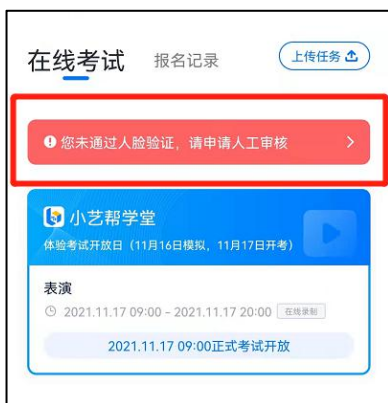 在线考试 报名记录 上传任务
您未通过人脸验证，请申请人工审核
小艺帮学堂
体验考试开放日（11月16日模拟，11月17日开考）
表演
2021.11.17 09:00 - 2021.11.17 20:00 在线录制
2021.11.17 09:00正式考试开放